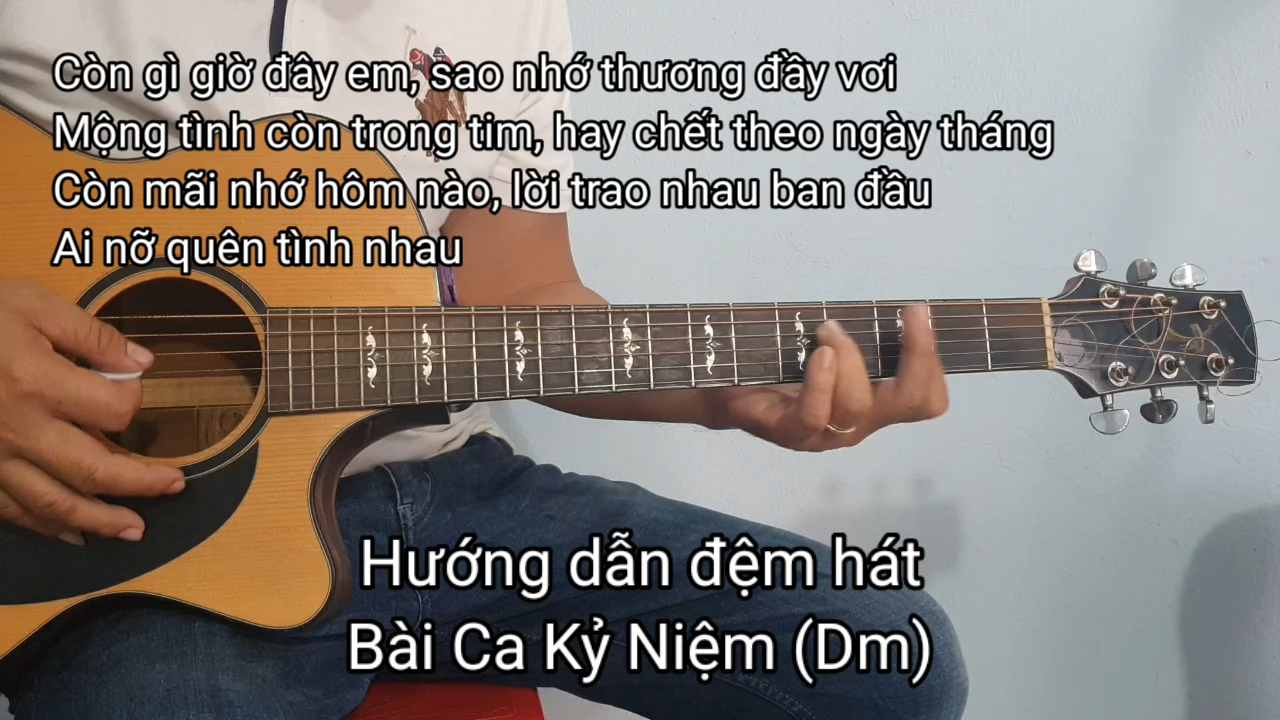 Còn gì giờ đây em, sao nhớ thương đầy vơi
Mộng tình còn trong tim, hay chết theo ngày tháng
Còn mãi nhớ hôm nào, lời trao nhau ban đầu
Ai nỡ quên tình nhau
Hướng dẫn đệm hát
Bài Ca Kỷ Niệm (Dm)